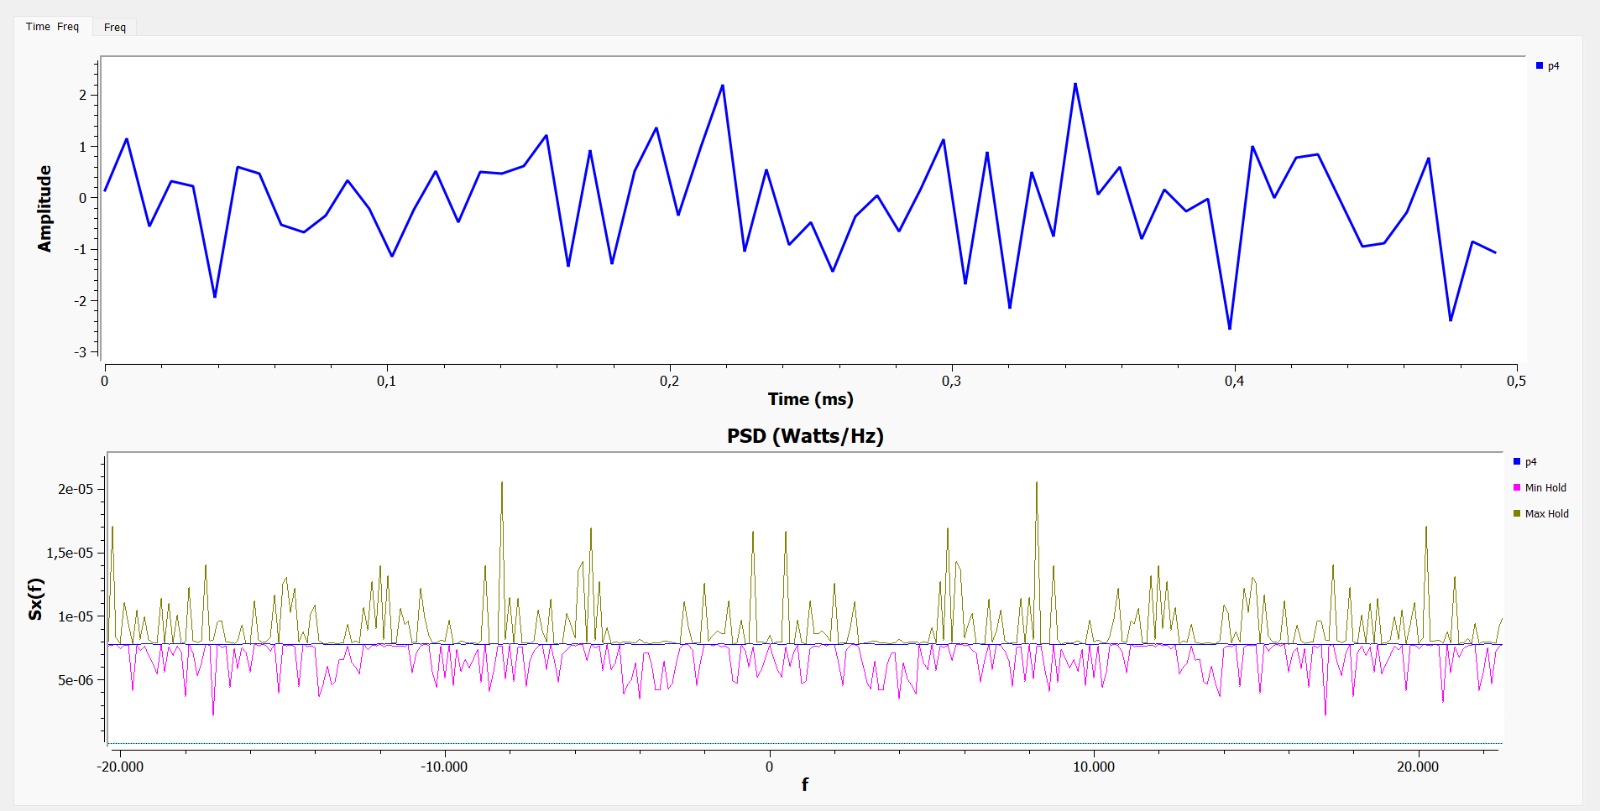 Time Freq
Freq
p4
Amplitude
2
1
0
-1
-2
-3
0 0,1 0,2 0,3 0,4 0,5
Time (ms)
PSD (Watts/Hz)
p4
Min Hold
Max Hold
Sx(f)
2e-05
1,5e-05
1e-05
5e-06
-20.000 -10.000 0 10.000 20.000
f